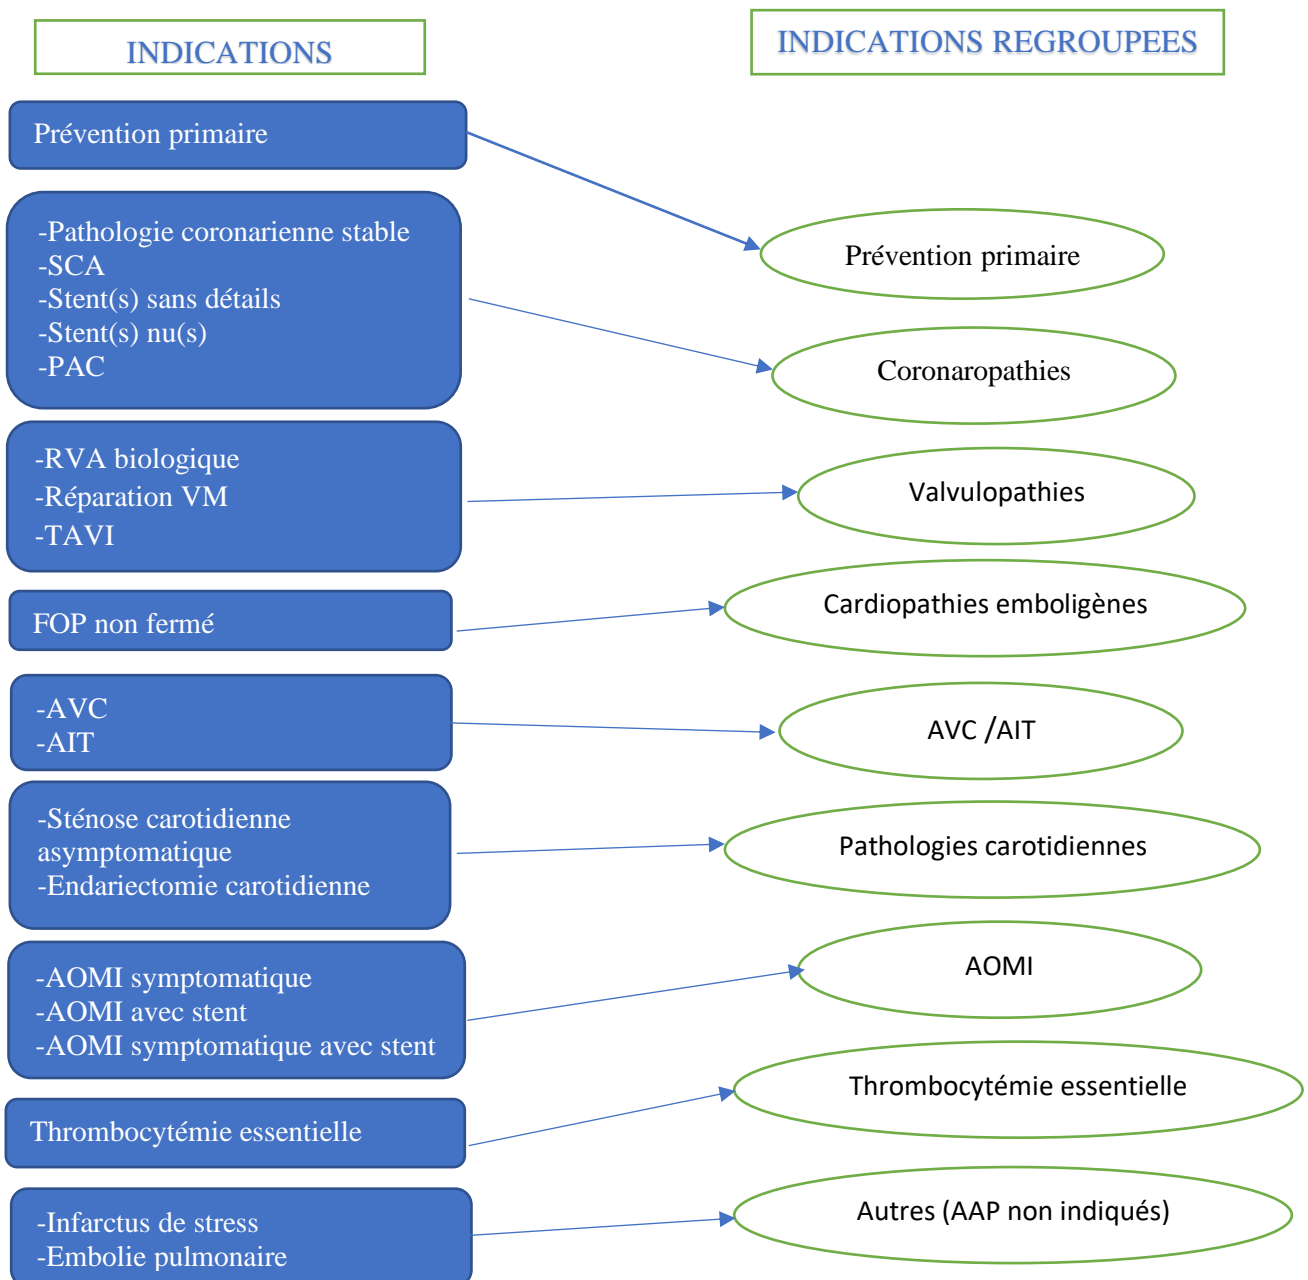 INDICATIONS
INDICATIONS REGROUPEES
Prévention primaire
-Pathologie coronarienne stable
-SCA
-Stent(s) sans détails
-Stent(s) nu(s)
-PAC
-RVA biologique
-Réparation VM
-TAVI
FOP non fermé
-AVC
-AIT
-Sténose carotidienne
asymptomatique
-Endariectomie carotidienne
-AOMI symptomatique
-AOMI avec stent
-AOMI symptomatique avec stent
Thrombocytémie essentielle
-Infarctus de stress
-Embolie pulmonaire
Prévention primaire
Coronaropathies
Valvulopathies
Cardiopathies emboligènes
AVC /AIT
Pathologies carotidiennes
AOMI
Thrombocytémie essentielle
Autres (AAP non indiqués)